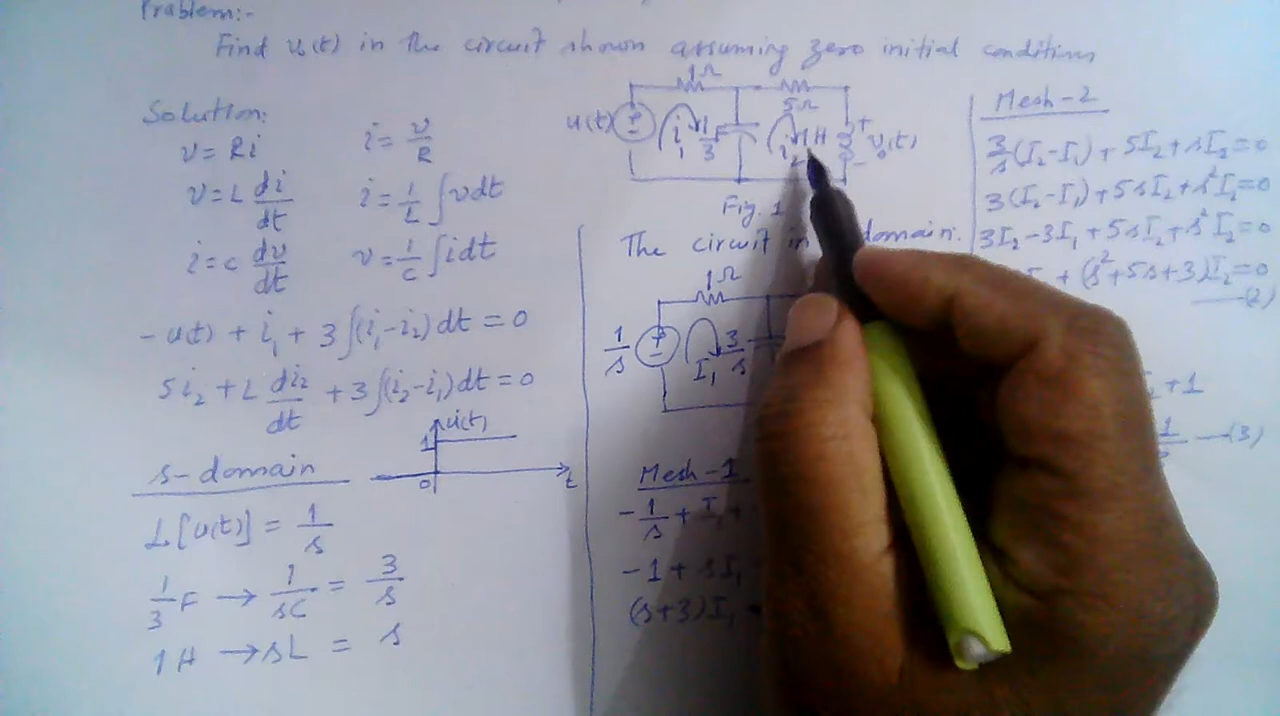 Problem:-
Find v₀(t) in the circuit shown assuming zero initial conditions
Solution:
v = Ri
i = v/R
v = L di/dt
i = 1/L ∫vdt
i = c dv/dt
v = 1/c ∫idt
-u(t) + i₁ + 3∫(i₁-i₂)dt = 0
5i₂ + L di₂/dt + 3∫(i₂-i₁)dt = 0
u(t)
1
0
t
s-domain
L[u(t)] = 1/s
1/3 F → 1/sC = 3/s
1H → sL = s
1Ω
5Ω
u(t)
i₁
1/3 F
i₂
1H
+
v₀(t)
-
Fig. 1
The circuit in domain.
1Ω
1/s
I₁
3/s
Mesh-1
-1/s + I₁ +
-1 + sI₁
(s+3)I₁
Mesh-2
3/s (I₂-I₁) + 5I₂ + sI₂ = 0
3(I₂-I₁) + 5sI₂ + s²I₂ = 0
3I₂ - 3I₁ + 5sI₂ + s²I₂ = 0
+ (s²+5s+3)I₂ = 0
—(2)
+ 1
—(3)